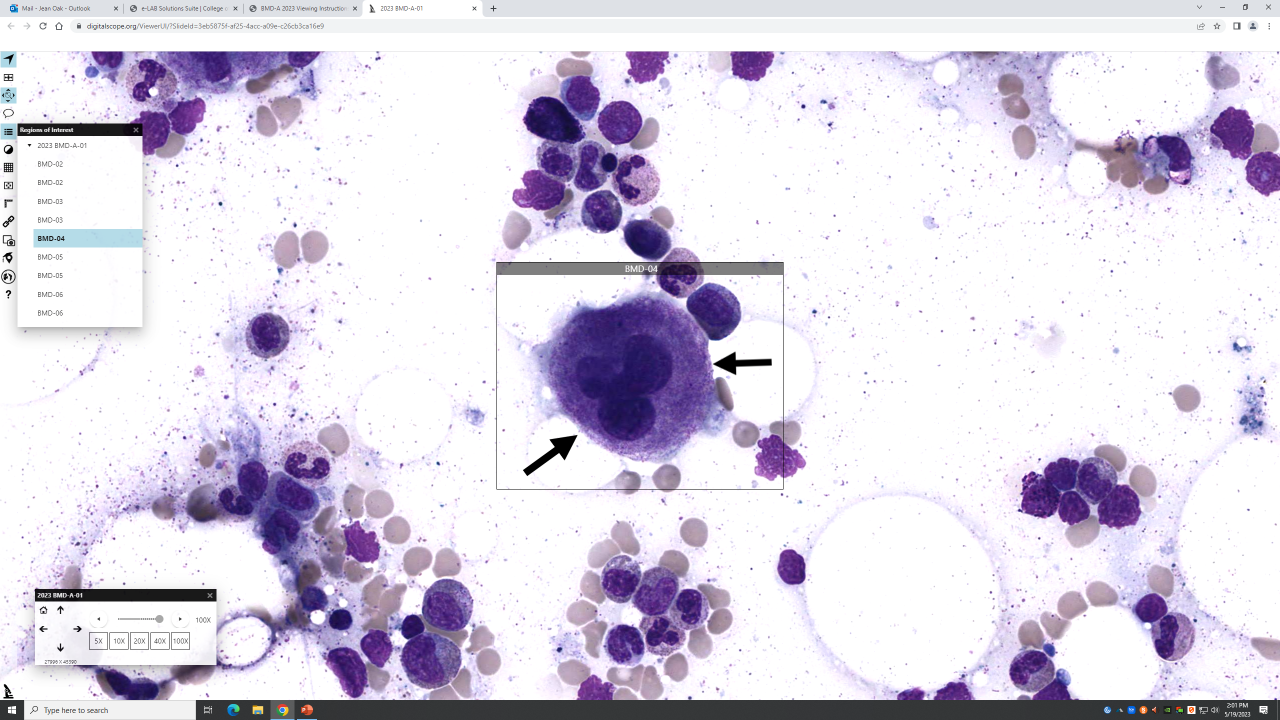 Mail - Jean Oak - Outlook
e-LAB Solutions Suite | College o
BMD-A 2023 Viewing Instruction
2023 BMD-A-01
digitalscope.org/ViewerUI/?SlideId=3eb5875f-af25-4acc-a09e-c26cb3ca16e9
Regions of Interest
2023 BMD-A-01
BMD-02
BMD-02
BMD-03
BMD-03
BMD-04
BMD-05
BMD-05
BMD-06
BMD-06
BMD-04
2023 BMD-A-01
100X
5X
10X
20X
40X
100X
Type here to search
2:01 PM
5/19/2023